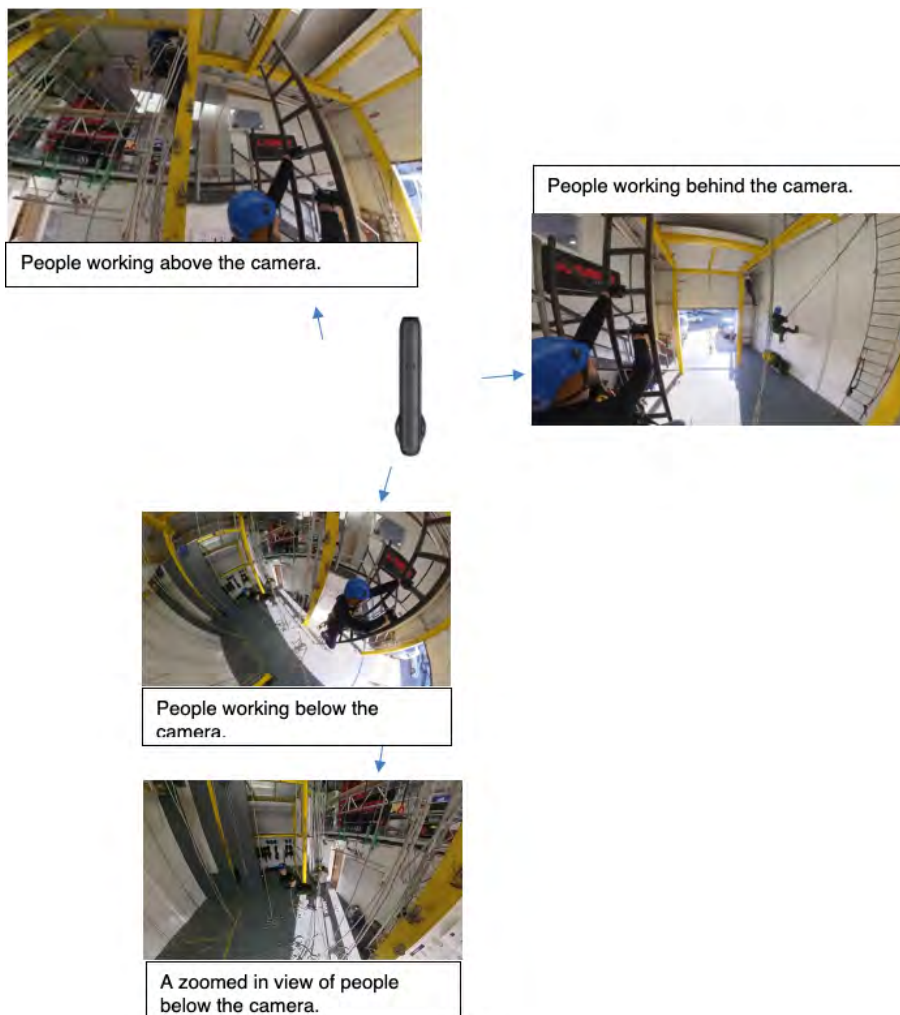 People working above the camera.
People working behind the camera.
People working below the
camera.
A zoomed in view of people
below the camera.